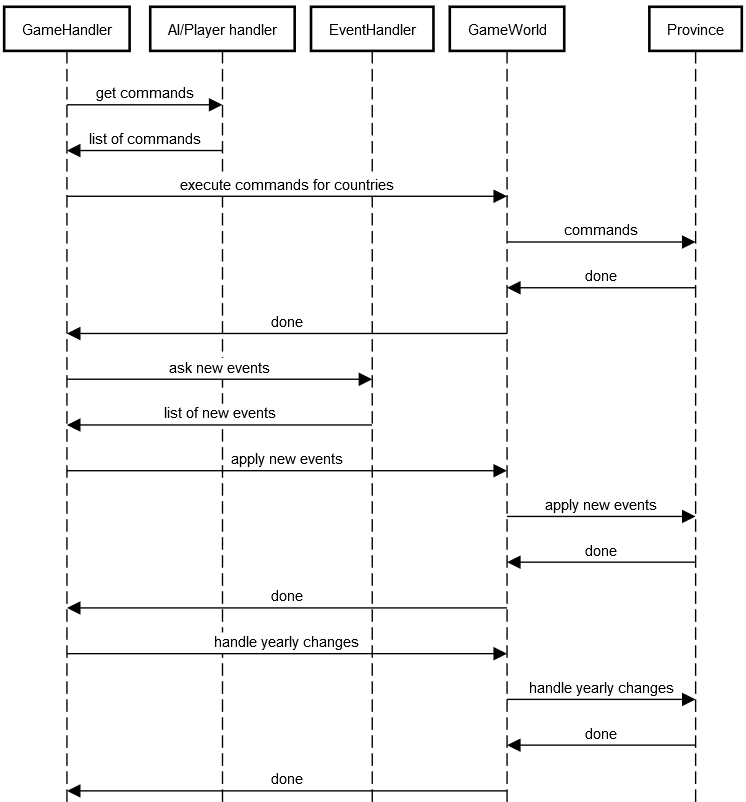 GameHandler
AI/Player handler
EventHandler
GameWorld
Province
get commands
list of commands
execute commands for countries
commands
done
done
ask new events
list of new events
apply new events
apply new events
done
done
handle yearly changes
handle yearly changes
done
done